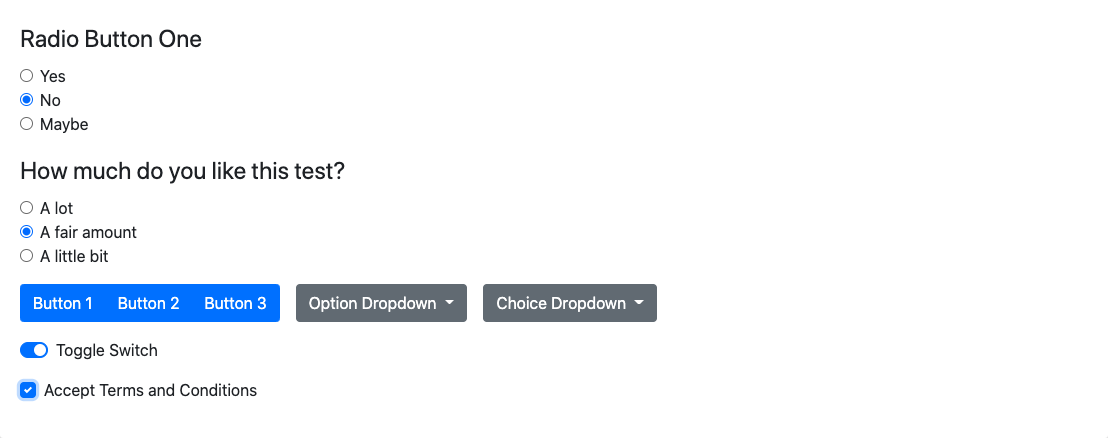 Radio Button One
Yes
No
Maybe
How much do you like this test?
A lot
A fair amount
A little bit
Button 1 Button 2 Button 3 Option Dropdown Choice Dropdown
Toggle Switch
Accept Terms and Conditions